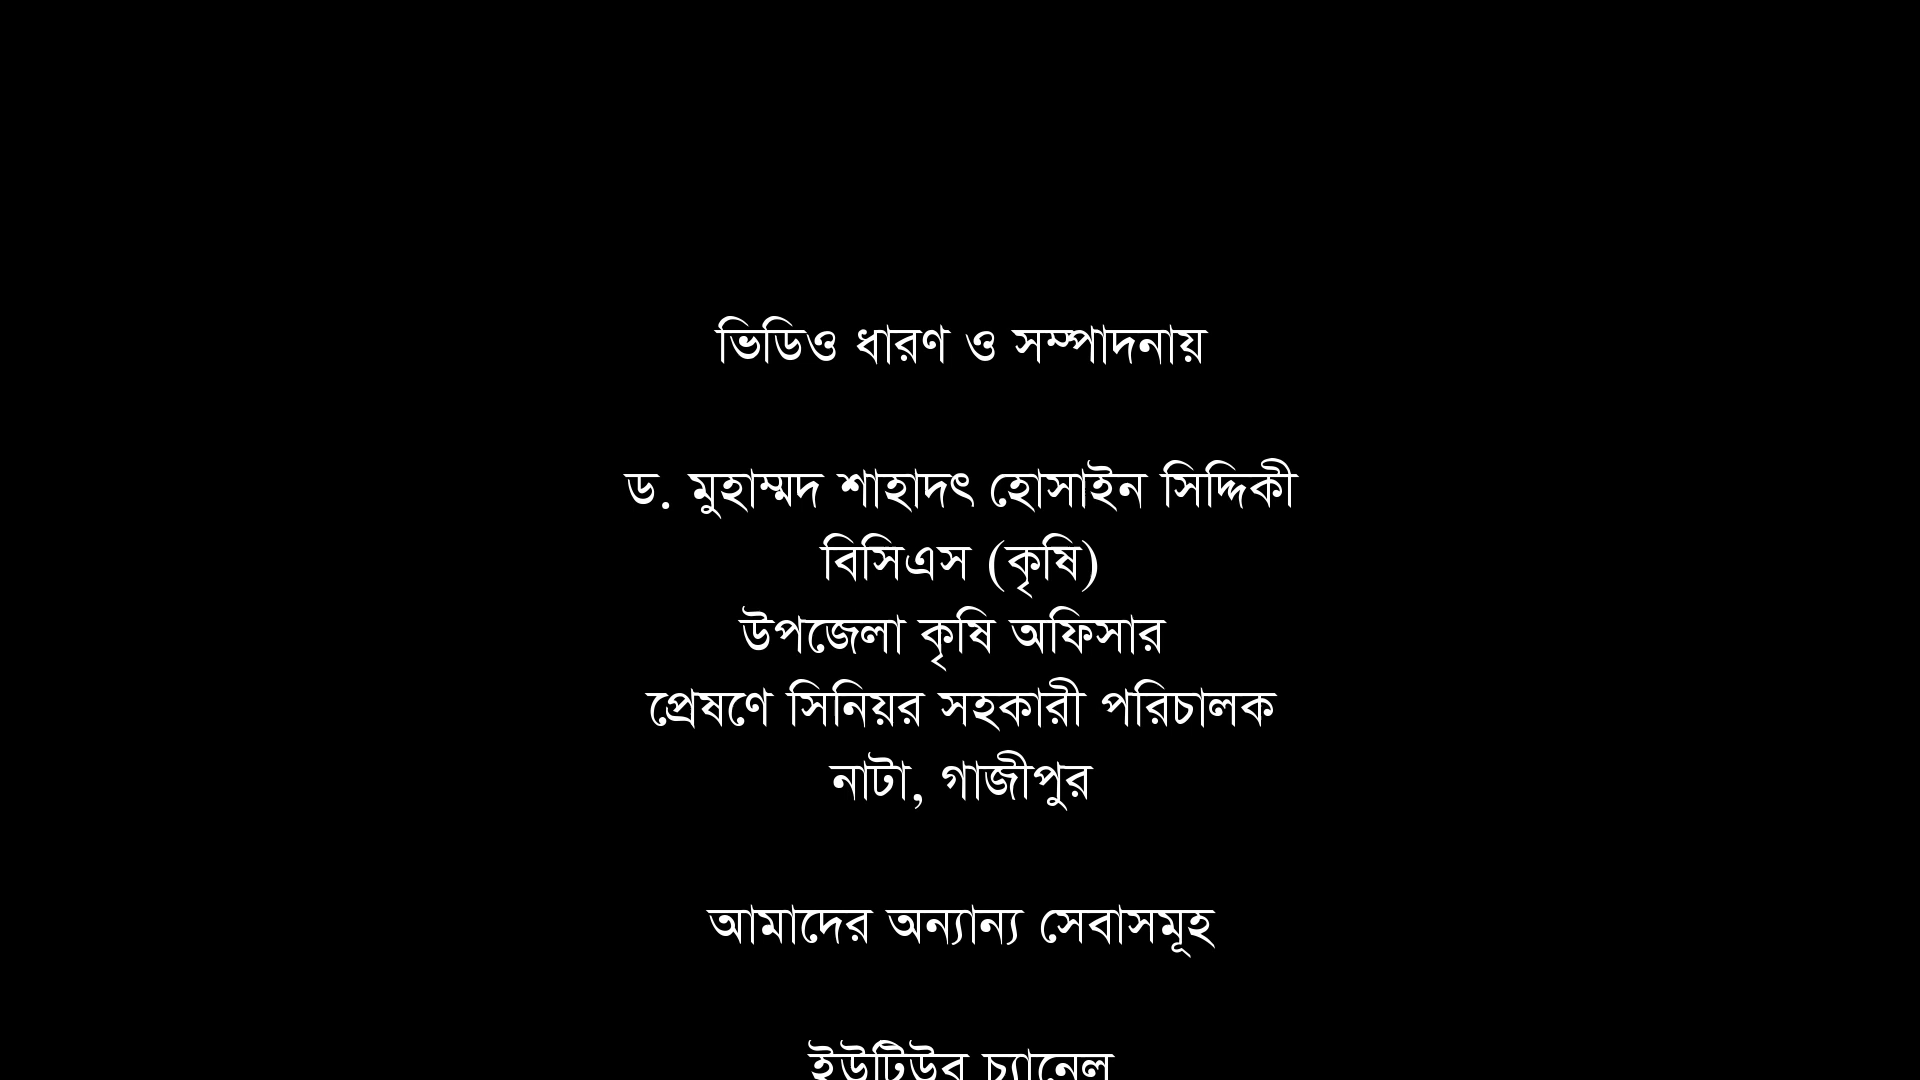 ভিডিও ধারণ ও সম্পাদনায়
ড. মুহাম্মদ শাহাদৎ হোসাইন সিদ্দিকী
বিসিএস (কৃষি)
উপজেলা কৃষি অফিসার
প্রেষণে সিনিয়র সহকারী পরিচালক
নাটা, গাজীপুর
আমাদের অন্যান্য সেবাসমূহ
ইউটিউব চ্যানেল